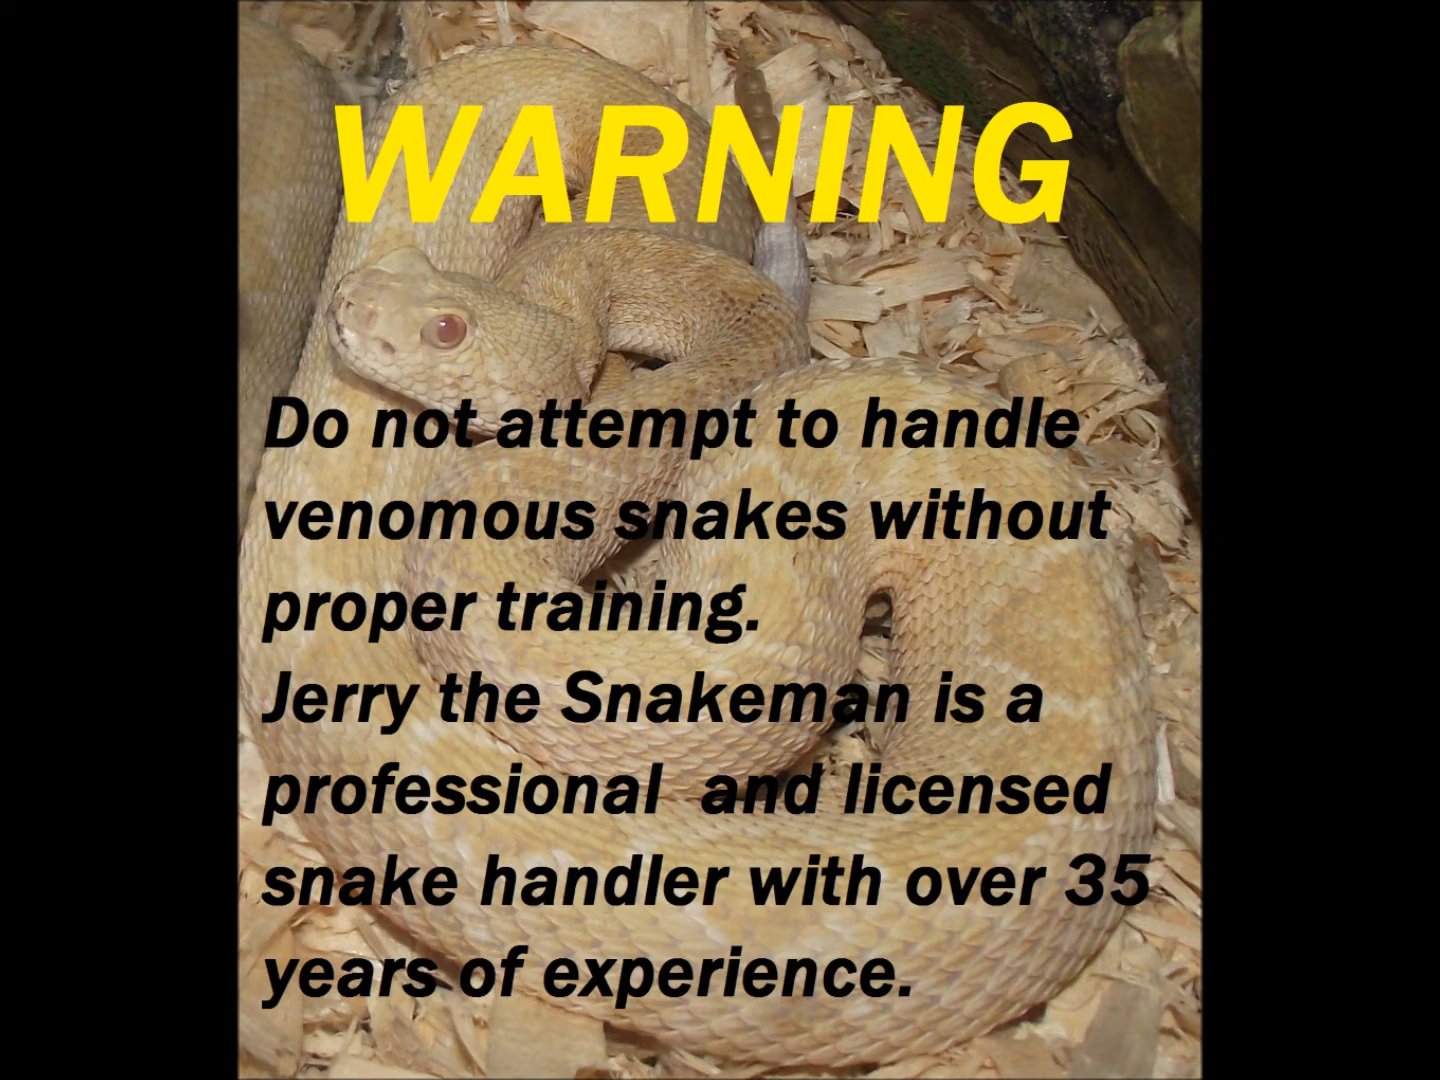 WARNING
Do not attempt to handle
venomous snakes without
proper training.
Jerry the Snakeman is a
professional  and licensed
snake handler with over 35
years of experience.